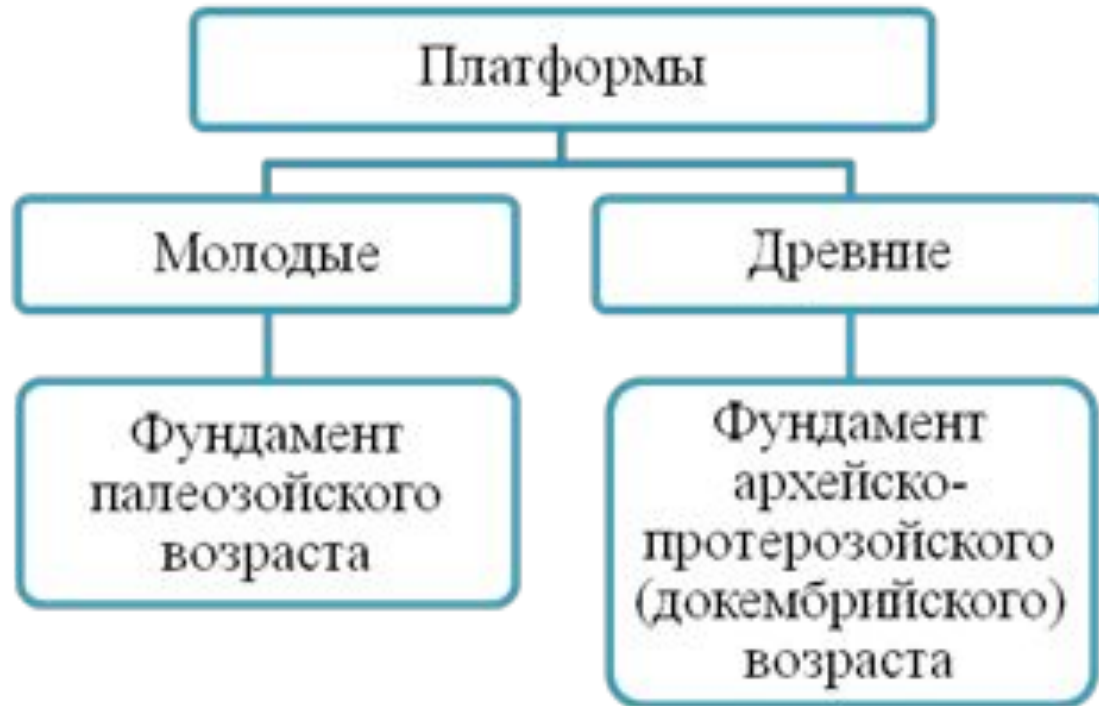 Платформы
Молодые
Древние
Фундамент
палеозойского
возраста
Фундамент
архейско-
протерозойского
(докембрийского)
возраста